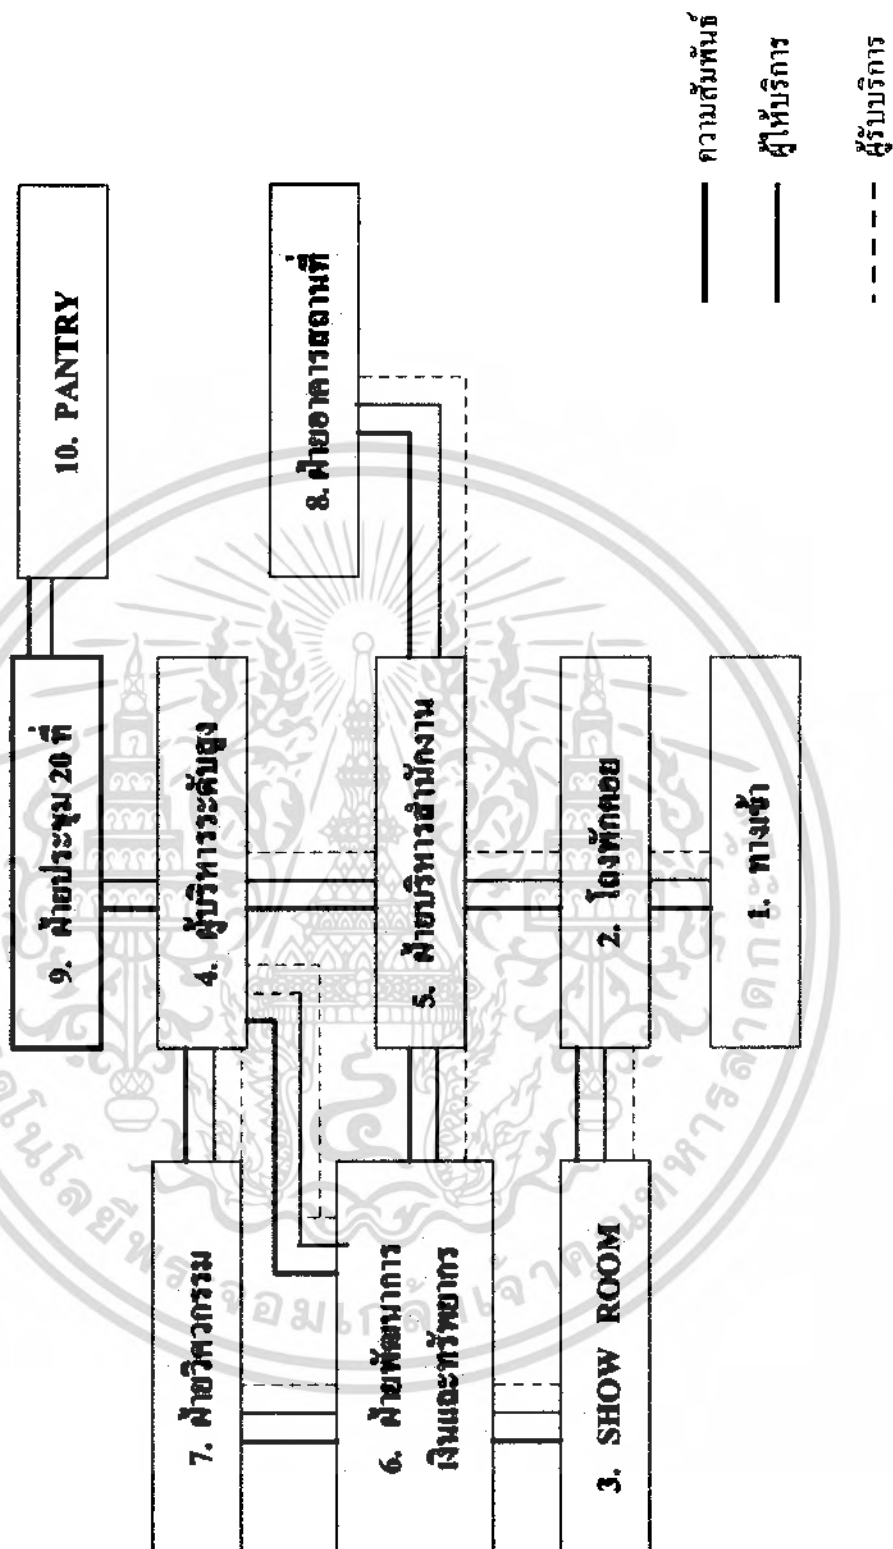 9. ฝ่ายประชุม 20 ที่
10. PANTRY
7. ฝ่ายวิศวกรรม
4. ผู้บริหารระดับสูง
8. ฝ่ายอาคารสถานที่
6. ฝ่ายพัฒนาการ
เงินและทรัพยากร
5. ฝ่ายบริหารสำนักงาน
3. SHOW ROOM
2. โถงพักคอย
1. ทางเข้า
ความสัมพันธ์
ผู้ให้บริการ
ผู้รับบริการ